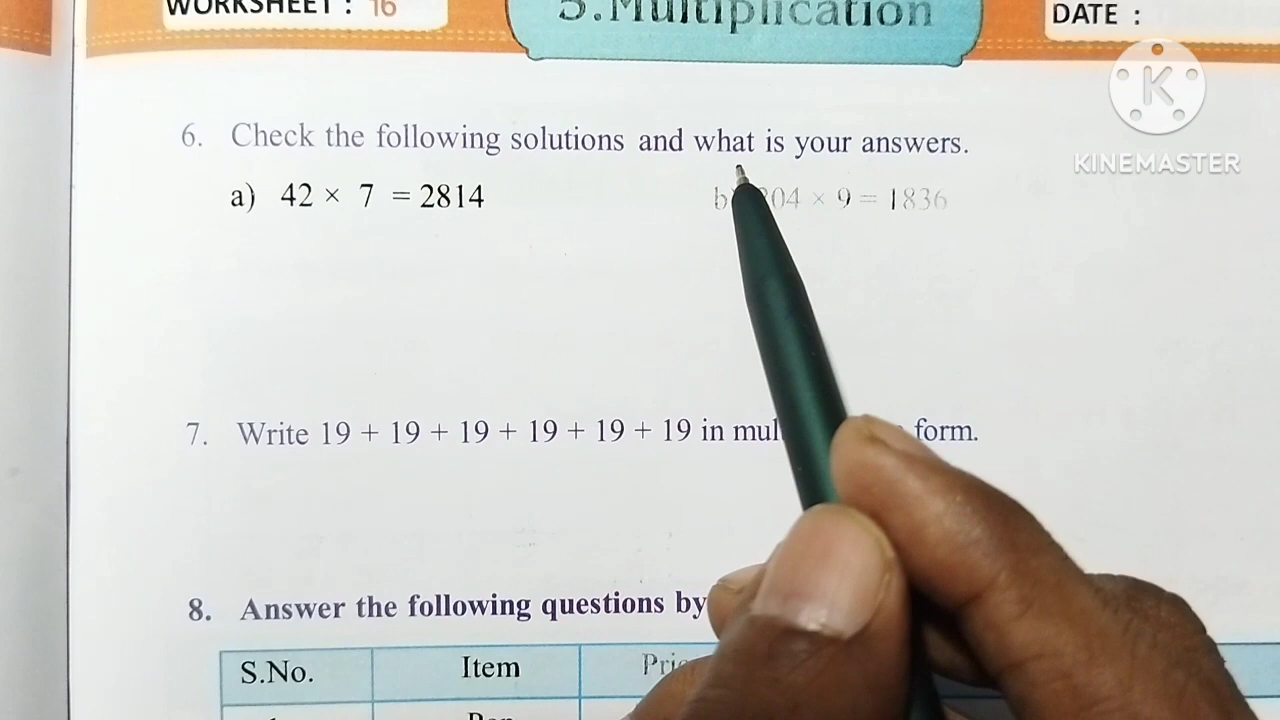 WORKSHEET : 16
5.Multiplication
DATE :
KINEMASTER
6. Check the following solutions and what is your answers.
a) 42 × 7 = 2814
b) 04 × 9 = 1836
7. Write 19 + 19 + 19 + 19 + 19 + 19 in mul form.
8. Answer the following questions by
S.No. Item